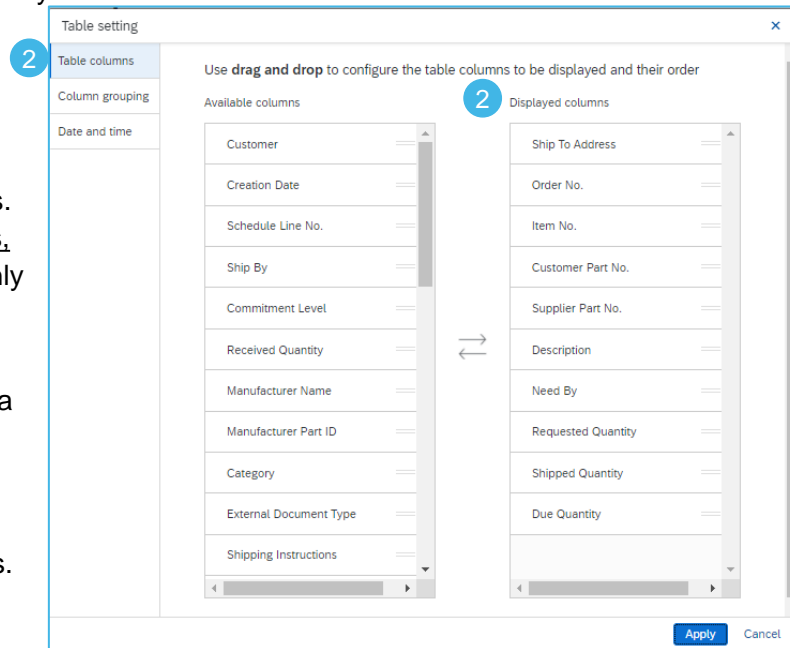 y
Table setting ×
2 Table columns
Column grouping
Date and time
Use drag and drop to configure the table columns to be displayed and their order
Available columns
Customer
Creation Date
Schedule Line No.
Ship By
Commitment Level
Received Quantity
Manufacturer Name
Manufacturer Part ID
Category
External Document Type
Shipping Instructions
2 Displayed columns
Ship To Address
Order No.
Item No.
Customer Part No.
Supplier Part No.
Description
Need By
Requested Quantity
Shipped Quantity
Due Quantity
Apply Cancel
s.
s,
nly
a
s.